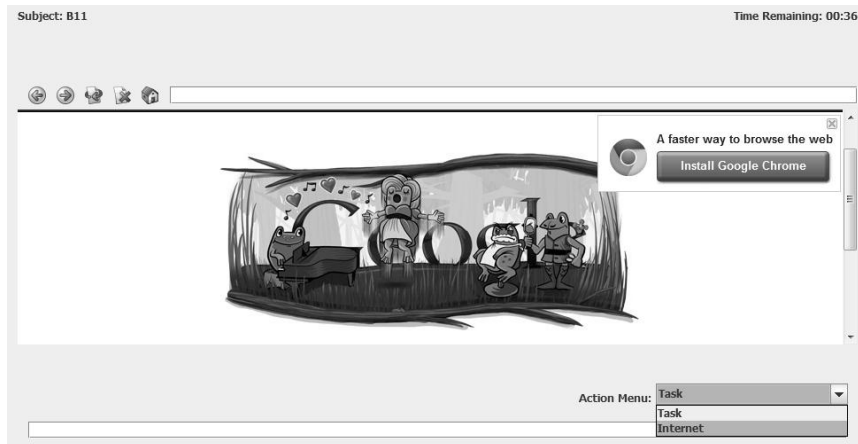 Subject: B11 Time Remaining: 00:36
A faster way to browse the web
Install Google Chrome
Google
Action Menu: Task
Task
Internet